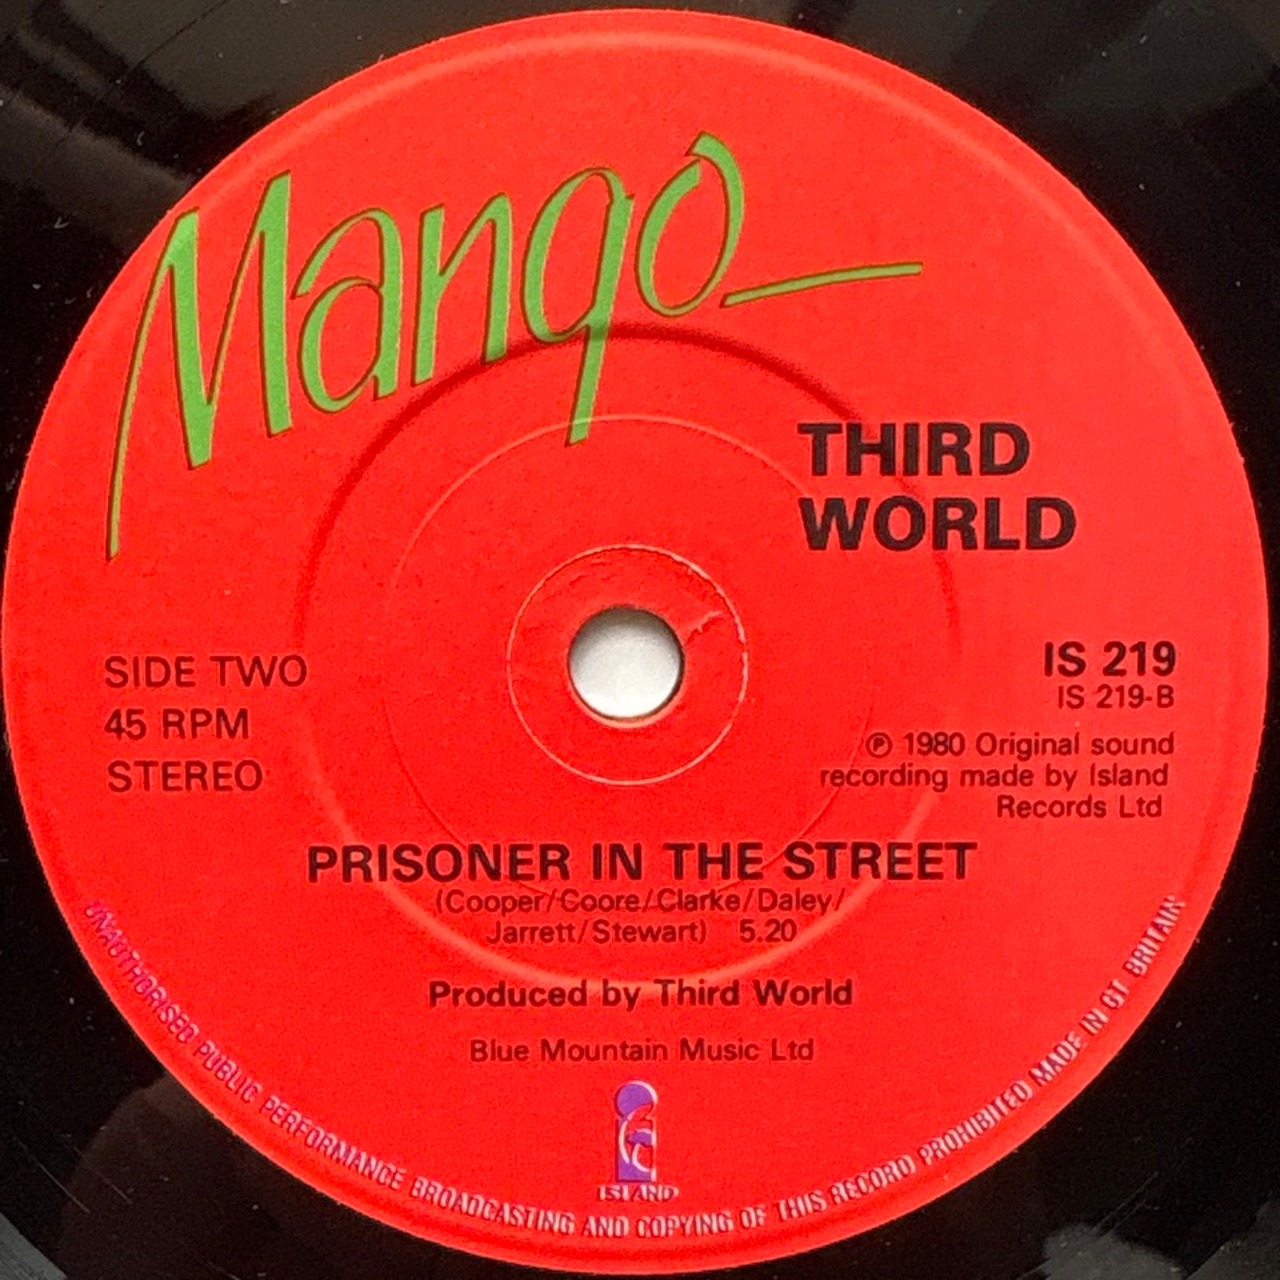 Mango
THIRD
WORLD
SIDE TWO
45 RPM
STEREO
IS 219
IS 219-B
℗ 1980 Original sound
recording made by Island
Records Ltd
PRISONER IN THE STREET
(Cooper/Coore/Clarke/Daley/
Jarrett/Stewart) 5.20
Produced by Third World
Blue Mountain Music Ltd
ISLAND
UNAUTHORISED PUBLIC PERFORMANCE BROADCASTING AND COPYING OF THIS RECORD PROHIBITED MADE IN GT BRITAIN